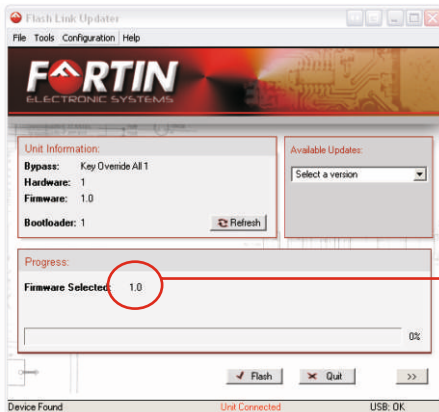 Flash Link Updater
File Tools Configuration Help
FORTIN
ELECTRONIC SYSTEMS
Unit Information:
Bypass: Key Override All 1
Hardware: 1
Firmware: 1.0
Bootloader: 1
Refresh
Available Updates:
Select a version
Progress:
Firmware Selected: 1.0
0%
Flash Quit >>
Device Found Unit Connected USB: OK